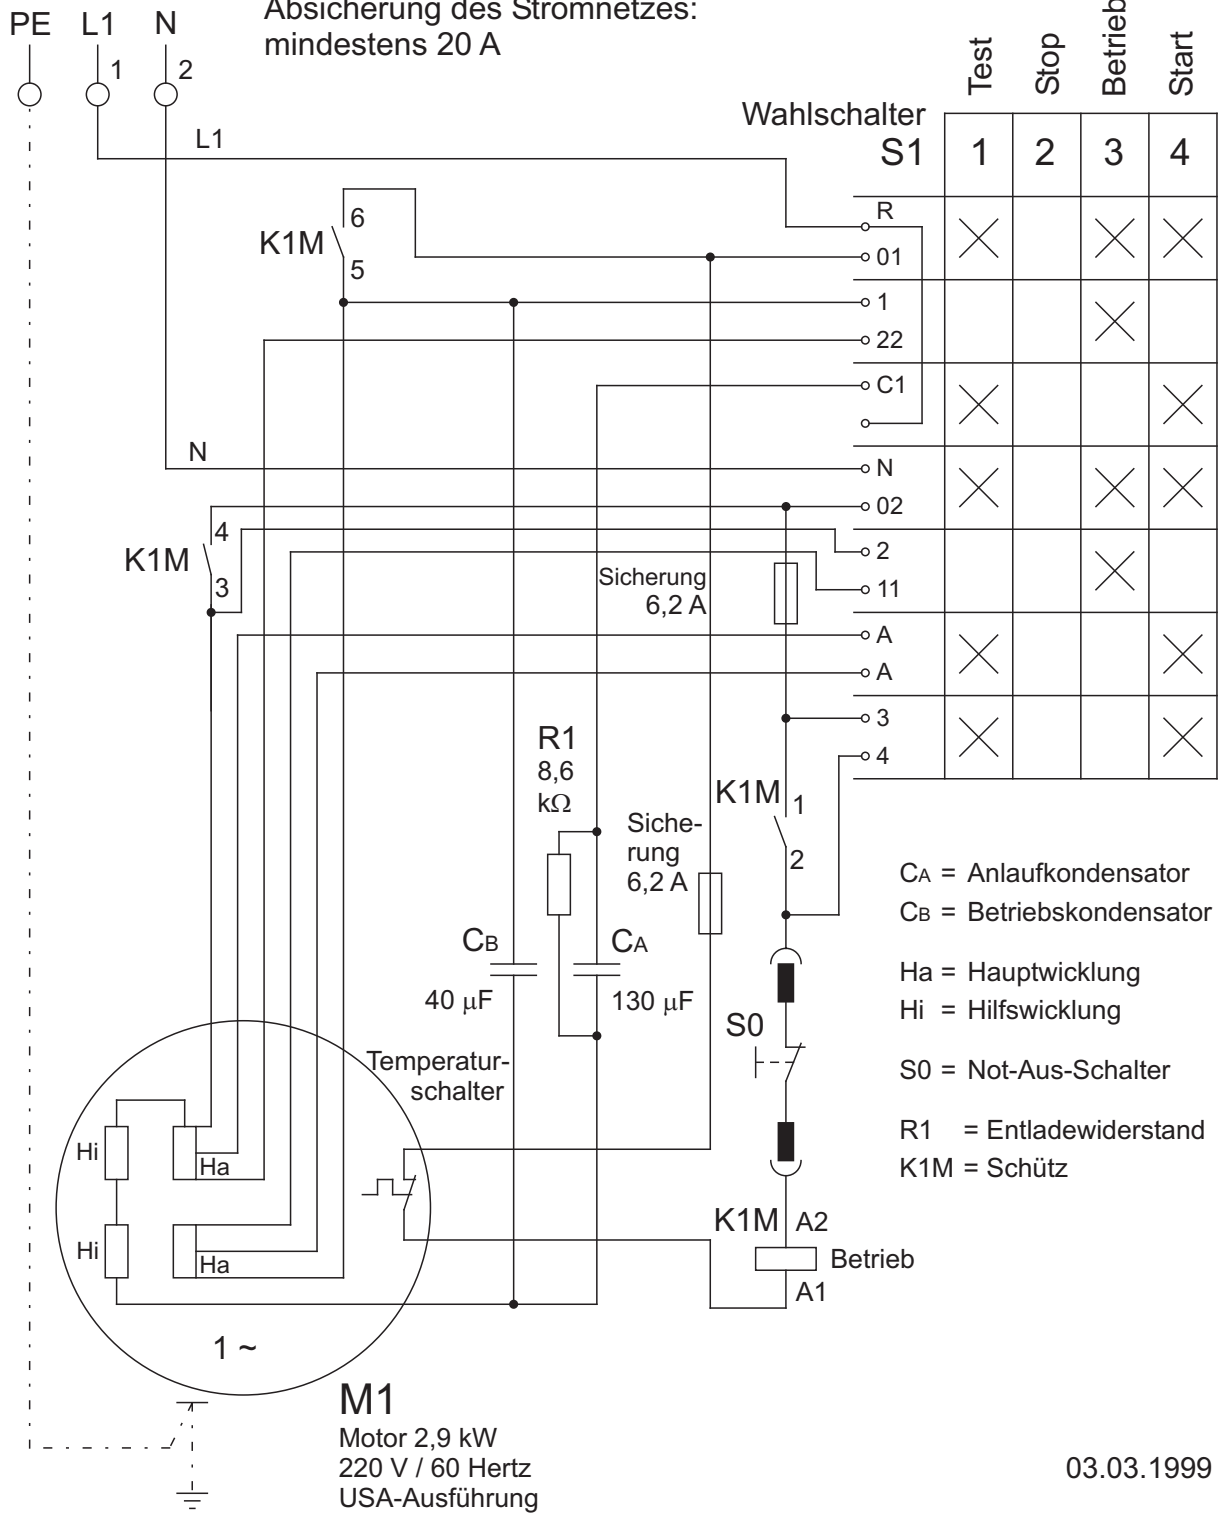 Absicherung des Stromnetzes:
mindestens 20 A
PE L1 N
1 2
Test
Stop
Betrieb
Start
Wahlschalter
S1 1 2 3 4
L1
R
01
6
K1M
5
1
22
C1
N
N
02
4
K1M
3
2
11
Sicherung
6,2 A
A
A
3
4
R1
8,6
kΩ
K1M 1
2
Siche-
rung
6,2 A
CB
40 μF
CA
130 μF
S0
Temperatur-
schalter
Hi
Ha
Hi
Ha
K1M A2
Betrieb
A1
1 ~
CA = Anlaufkondensator
CB = Betriebskondensator
Ha = Hauptwicklung
Hi = Hilfswicklung
S0 = Not-Aus-Schalter
R1 = Entladewiderstand
K1M = Schütz
M1
Motor 2,9 kW
220 V / 60 Hertz
USA-Ausführung
03.03.1999